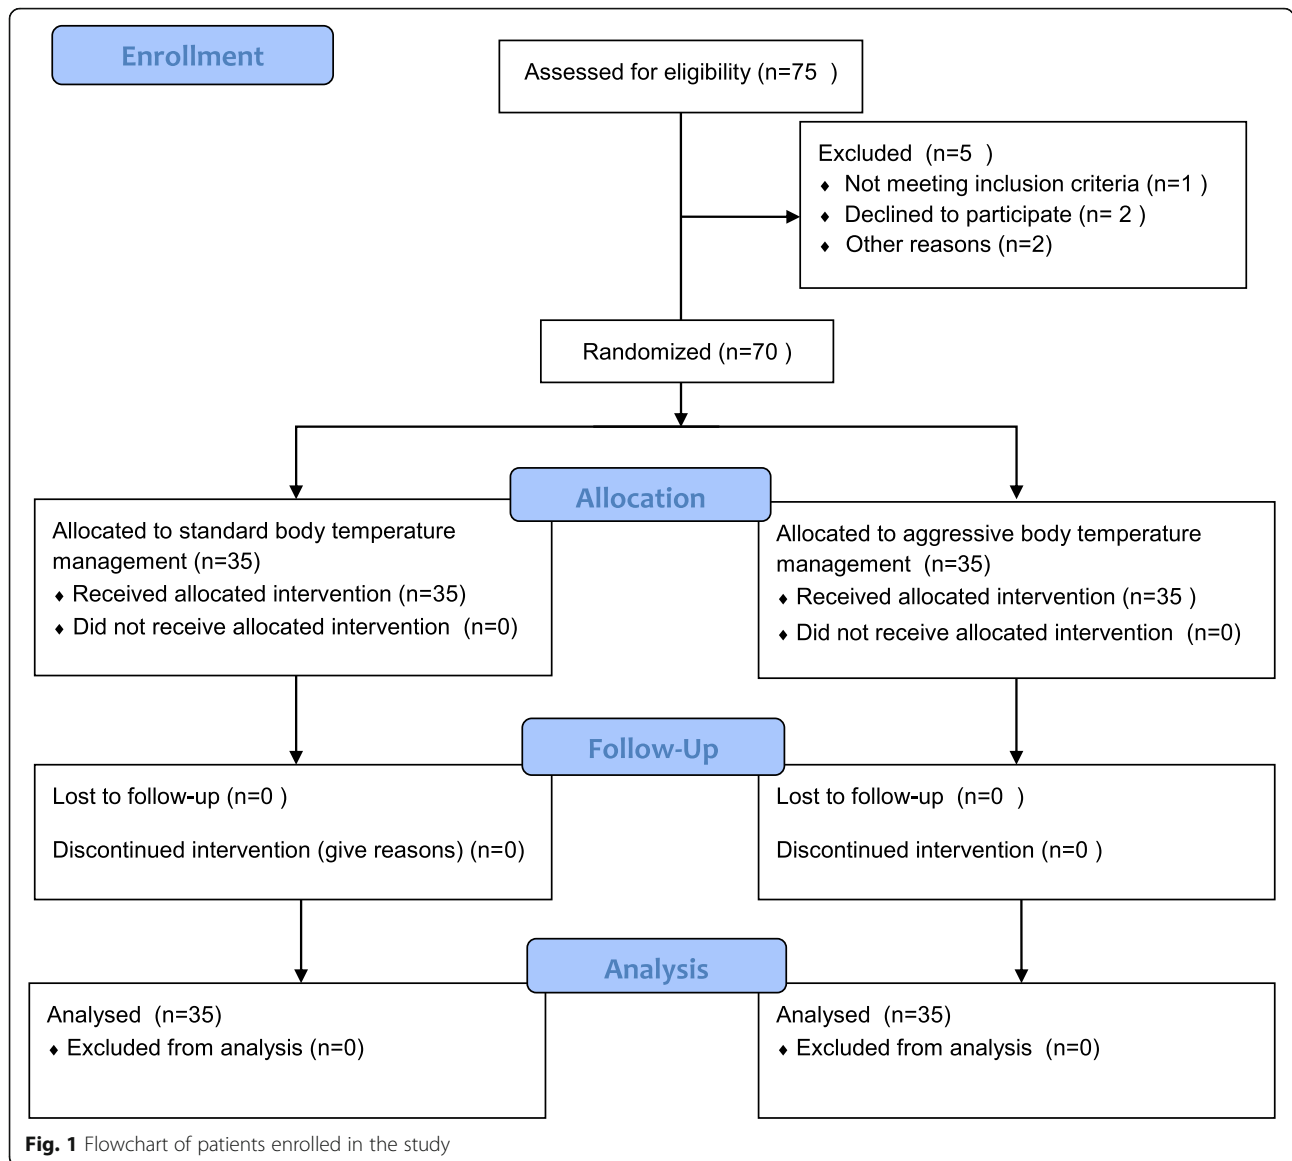 Enrollment
Assessed for eligibility (n=75 )
Excluded (n=5 )
♦ Not meeting inclusion criteria (n=1 )
♦ Declined to participate (n= 2 )
♦ Other reasons (n=2)
Randomized (n=70 )
Allocation
Allocated to standard body temperature
management (n=35)
♦ Received allocated intervention (n=35)
♦ Did not receive allocated intervention (n=0)
Allocated to aggressive body temperature
management (n=35)
♦ Received allocated intervention (n=35 )
♦ Did not receive allocated intervention (n=0)
Follow-Up
Lost to follow-up (n=0 )
Discontinued intervention (give reasons) (n=0)
Lost to follow-up (n=0 )
Discontinued intervention (n=0 )
Analysis
Analysed (n=35)
♦ Excluded from analysis (n=0)
Analysed (n=35)
♦ Excluded from analysis (n=0)
Fig. 1 Flowchart of patients enrolled in the study